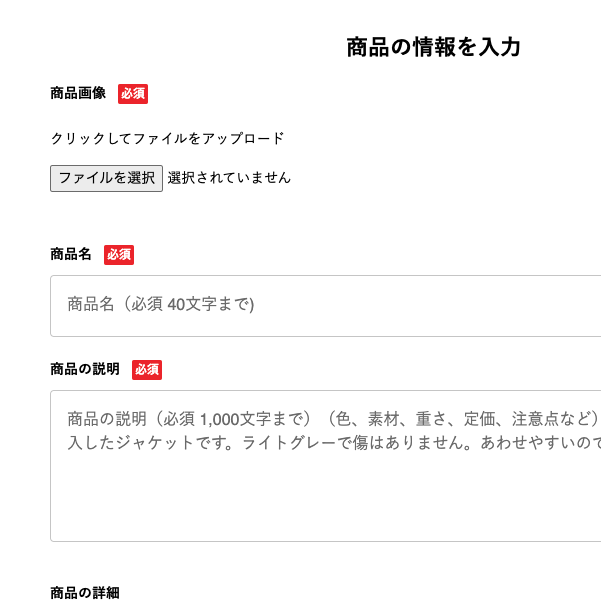 商品の情報を入力
商品画像 必須
クリックしてファイルをアップロード
ファイルを選択 選択されていません
商品名 必須
商品名（必須 40文字まで)
商品の説明 必須
商品の説明（必須 1,000文字まで）（色、素材、重さ、定価、注意点など）
入したジャケットです。ライトグレーで傷はありません。あわせやすいので
商品の詳細